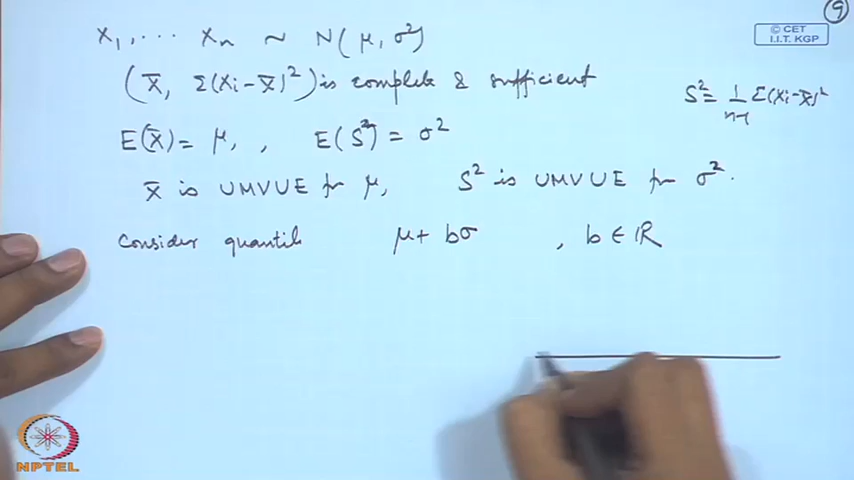 9
© CET
I.I.T. KGP
X₁, ... Xₙ ~ N(μ, σ²)
(X̄, Σ(Xi-X̄)²) is complete & sufficient
S² = 1/(n-1) Σ(Xi-X̄)²
E(X̄) = μ, , E(S²) = σ²
X̄ is UMVUE for μ, S² is UMVUE for σ².
Consider quantile μ+ bσ , b ∈ ℝ
NPTEL